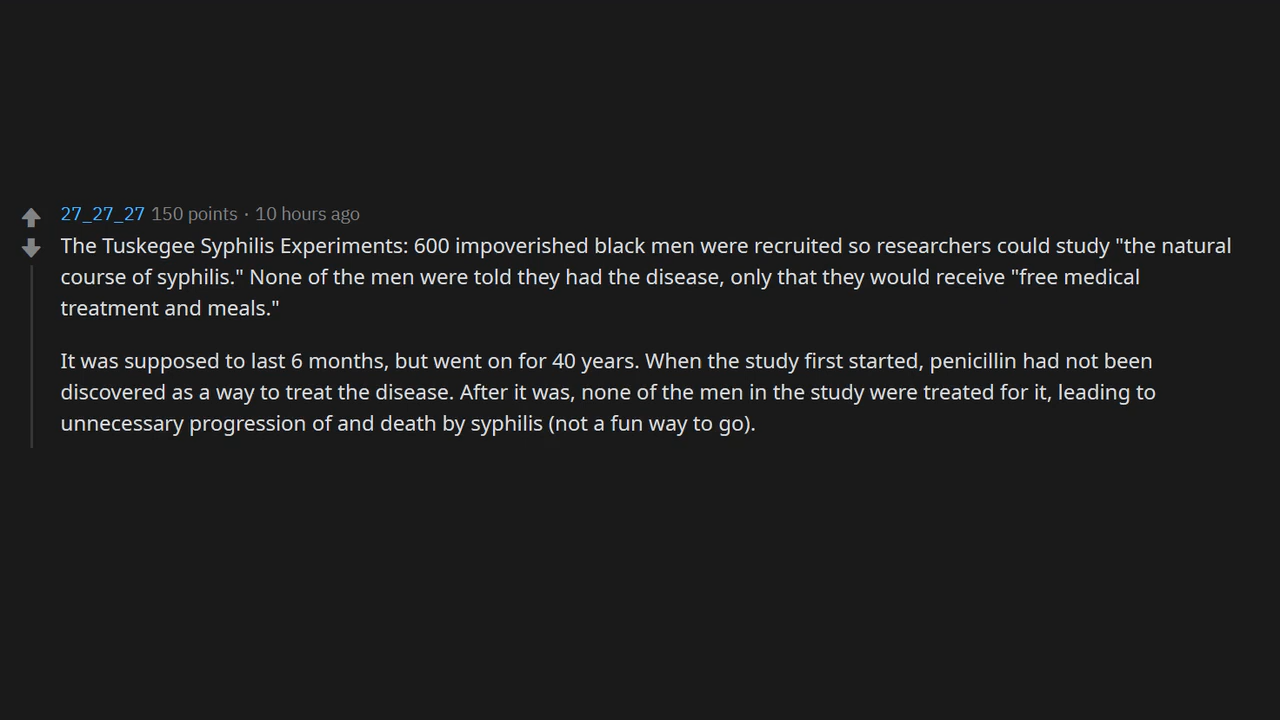 27_27_27 150 points · 10 hours ago
The Tuskegee Syphilis Experiments: 600 impoverished black men were recruited so researchers could study "the natural
course of syphilis." None of the men were told they had the disease, only that they would receive "free medical
treatment and meals."
It was supposed to last 6 months, but went on for 40 years. When the study first started, penicillin had not been
discovered as a way to treat the disease. After it was, none of the men in the study were treated for it, leading to
unnecessary progression of and death by syphilis (not a fun way to go).